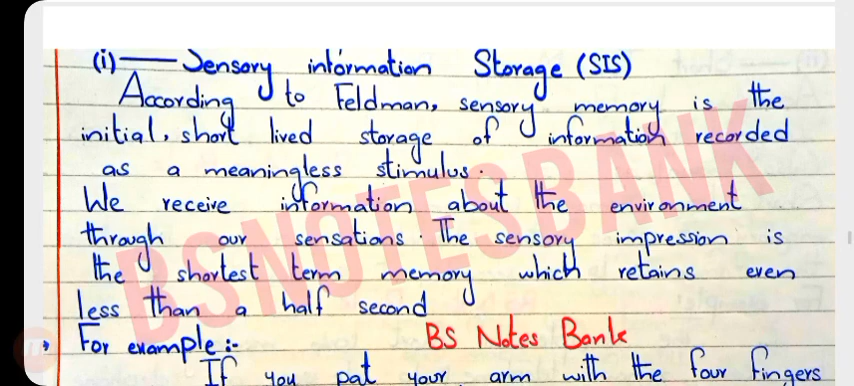 (i) — Sensory information Storage (SIS)
According to Feldman, sensory memory is the
initial, short lived storage of information recorded
as a meaningless stimulus.
We receive information about the environment
through our sensations. The sensory impression is
the shortest term memory which retains even
less than a half second
For example:- BS Notes Bank
If you pat your arm with the four fingers
BSNOTESBANK